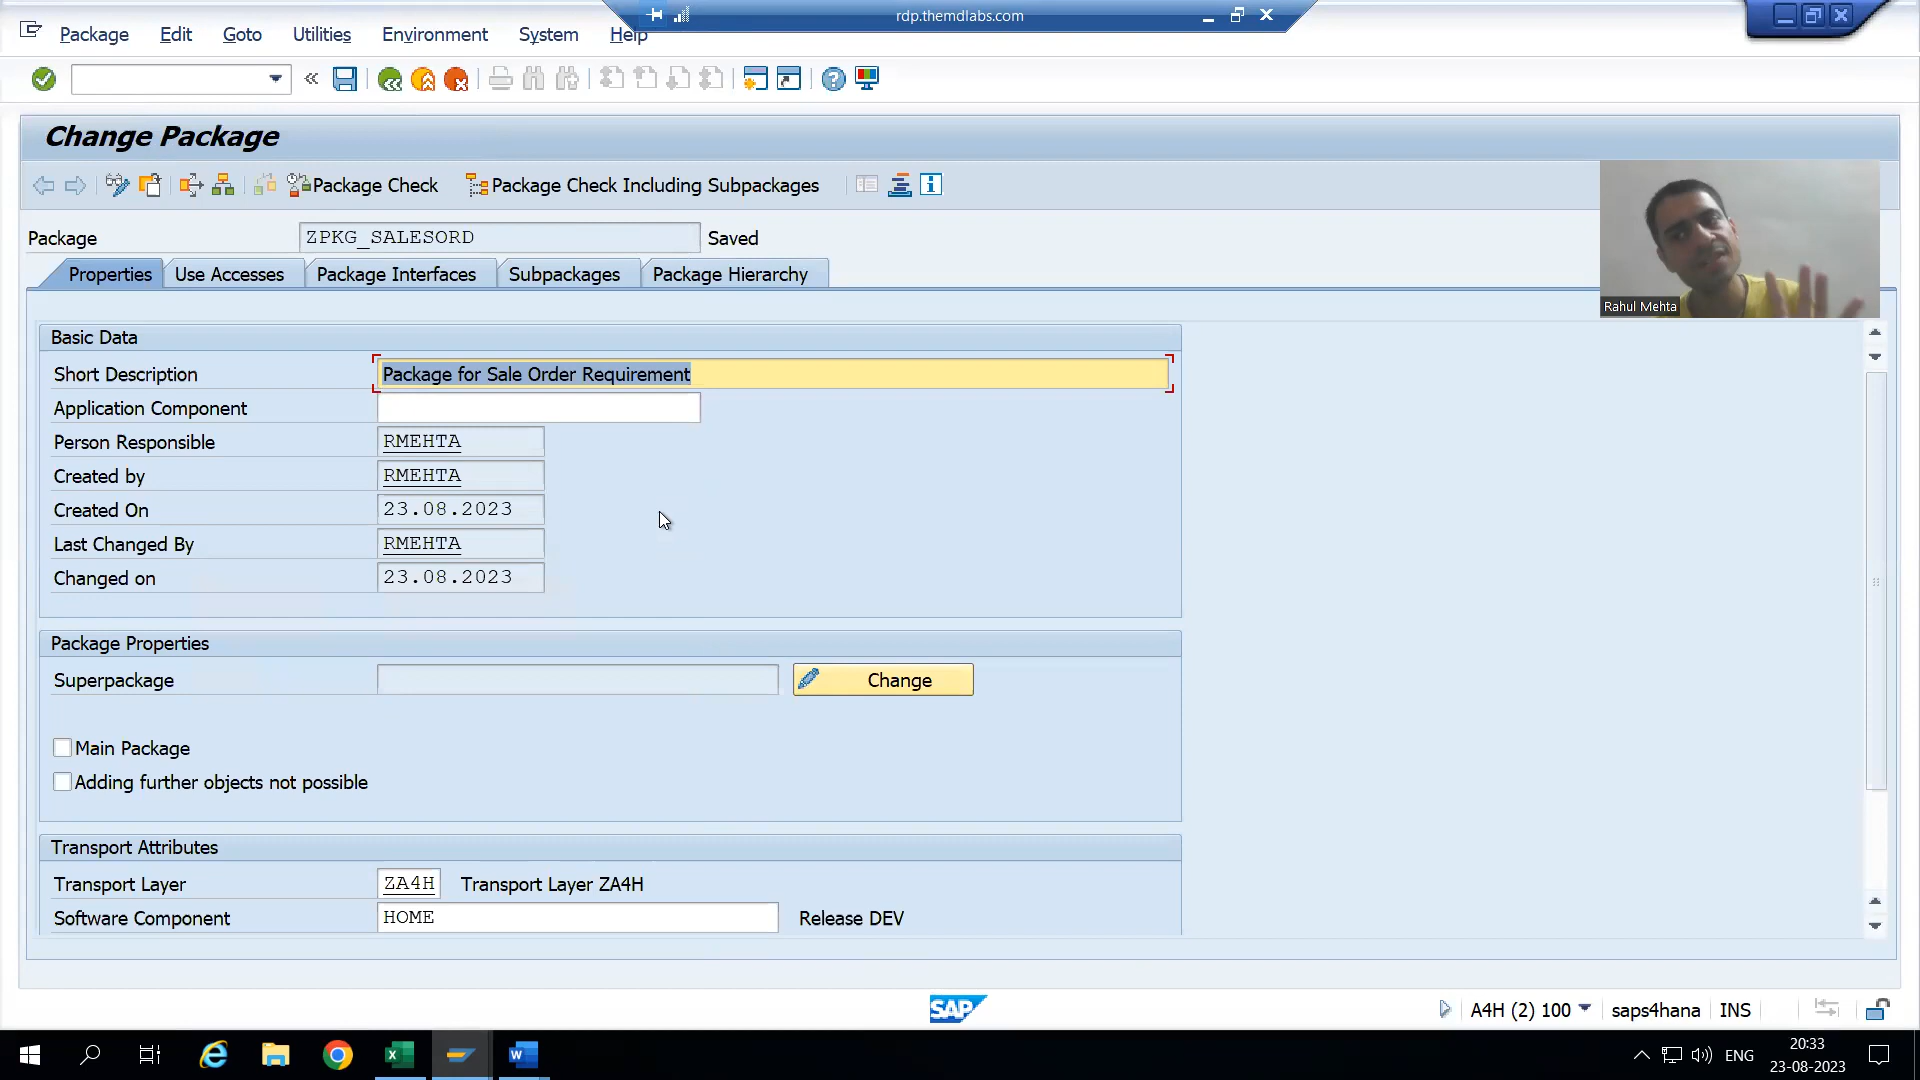 rdp.themdlabs.com
Package Edit Goto Utilities Environment System Help
Change Package
Package Check Package Check Including Subpackages
Package ZPKG_SALESORD Saved
Rahul Mehta
Properties Use Accesses Package Interfaces Subpackages Package Hierarchy
Basic Data
Short Description Package for Sale Order Requirement
Application Component
Person Responsible RMEHTA
Created by RMEHTA
Created On 23.08.2023
Last Changed By RMEHTA
Changed on 23.08.2023
Package Properties
Superpackage Change
Main Package
Adding further objects not possible
Transport Attributes
Transport Layer ZA4H Transport Layer ZA4H
Software Component HOME Release DEV
SAP A4H (2) 100 saps4hana INS
ENG 20:33
23-08-2023